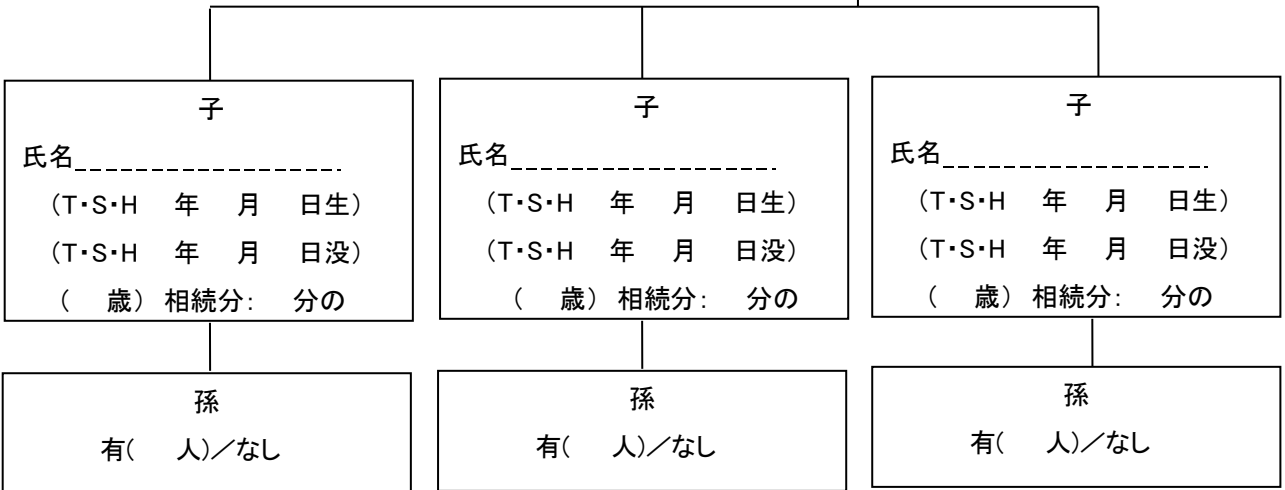 子
氏名
（T・S・H 年 月 日生）
（T・S・H 年 月 日没）
（ 歳） 相続分： 分の
孫
有( 人)／なし
子
氏名
（T・S・H 年 月 日生）
（T・S・H 年 月 日没）
（ 歳） 相続分： 分の
孫
有( 人)／なし
子
氏名
（T・S・H 年 月 日生）
（T・S・H 年 月 日没）
（ 歳） 相続分： 分の
孫
有( 人)／なし